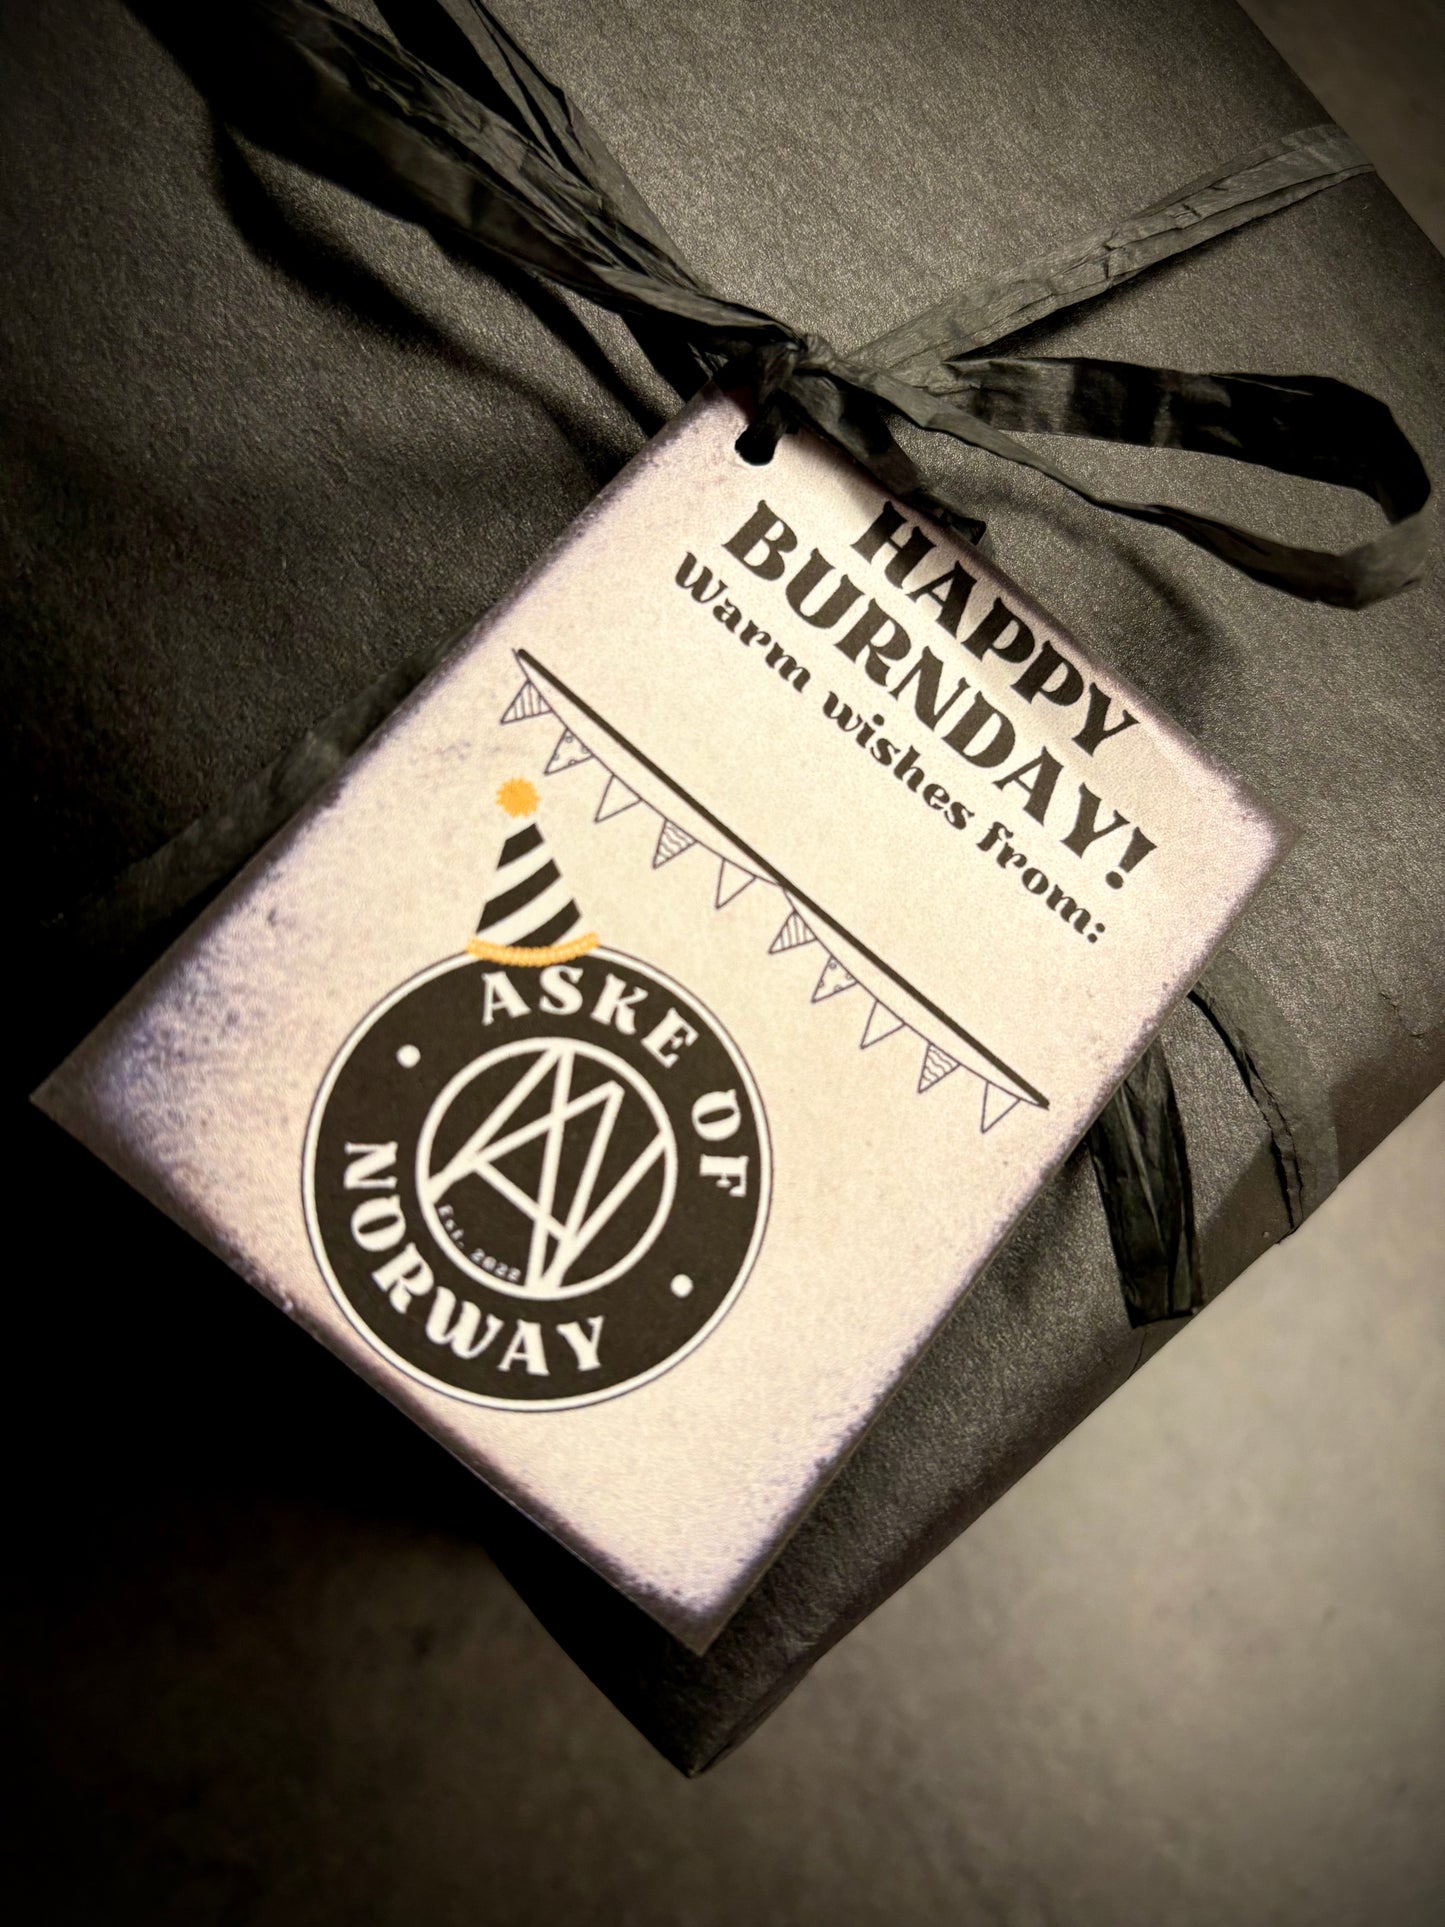 HAPPY
BURNDAY!
Warm wishes from:
ASKE OF
NORWAY
Est. 2022